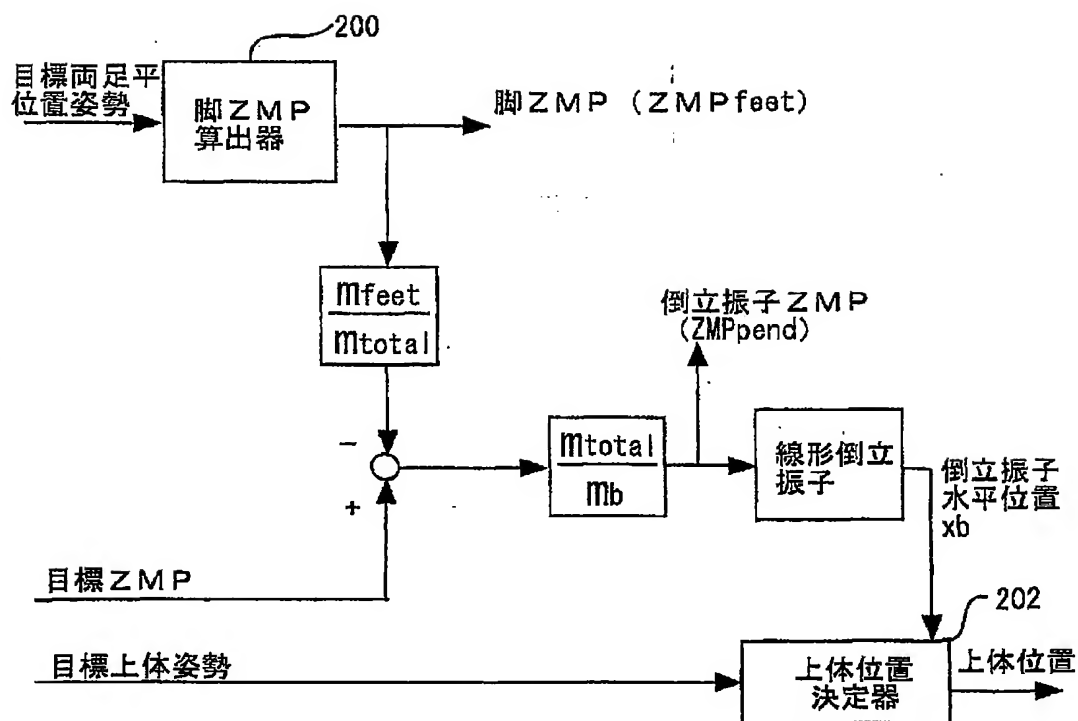 200
目標両足平
位置姿勢
脚ZMP
算出器
脚ZMP (ZMPfeet)
mfeet
mtotal
倒立振子ZMP
(ZMPpend)
−
+
mtotal
mb
線形倒立
振子
倒立振子
水平位置
xb
目標ZMP
202
目標上体姿勢
上体位置
決定器
上体位置